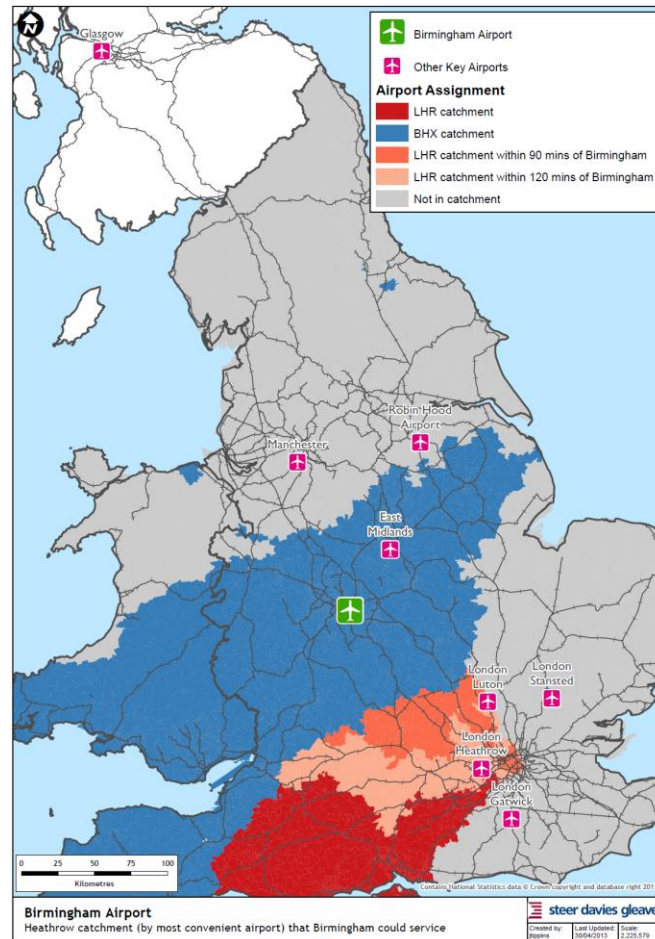 N
Glasgow
Birmingham Airport
Other Key Airports
Airport Assignment
LHR catchment
BHX catchment
LHR catchment within 90 mins of Birmingham
LHR catchment within 120 mins of Birmingham
Not in catchment
Robin Hood
Airport
Manchester
East
Midlands
London
Luton
London
Stansted
London
Heathrow
London
Gatwick
0 25 50 75 100
Kilometres
Contains National Statistics data © Crown copyright and database right 201
Birmingham Airport
Heathrow catchment (by most convenient airport) that Birmingham could service
steer davies gleave
Created by:
Last Updated:
30/04/2013
Scale:
2,225,579